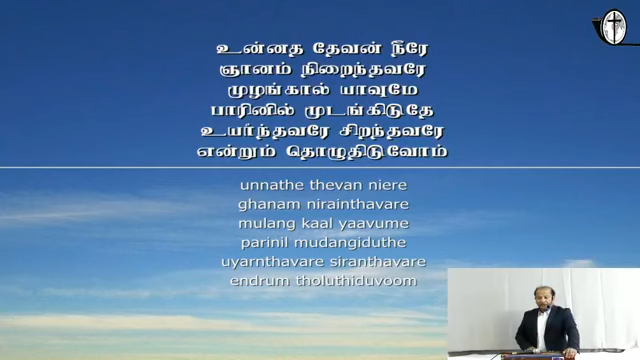 உன்னத தேவன் நீரே
ஞானம் நிறைந்தவரே
முழங்கால் யாவுமே
பாரினில் முடங்கிடுதே
உயர்ந்தவரே சிறந்தவரே
என்றும் தொழுதிடுவோம்
unnathe thevan niere
ghanam nirainthavare
mulang kaal yaavume
parinil mudangiduthe
uyarnthavare siranthavare
endrum tholuthiduvoom